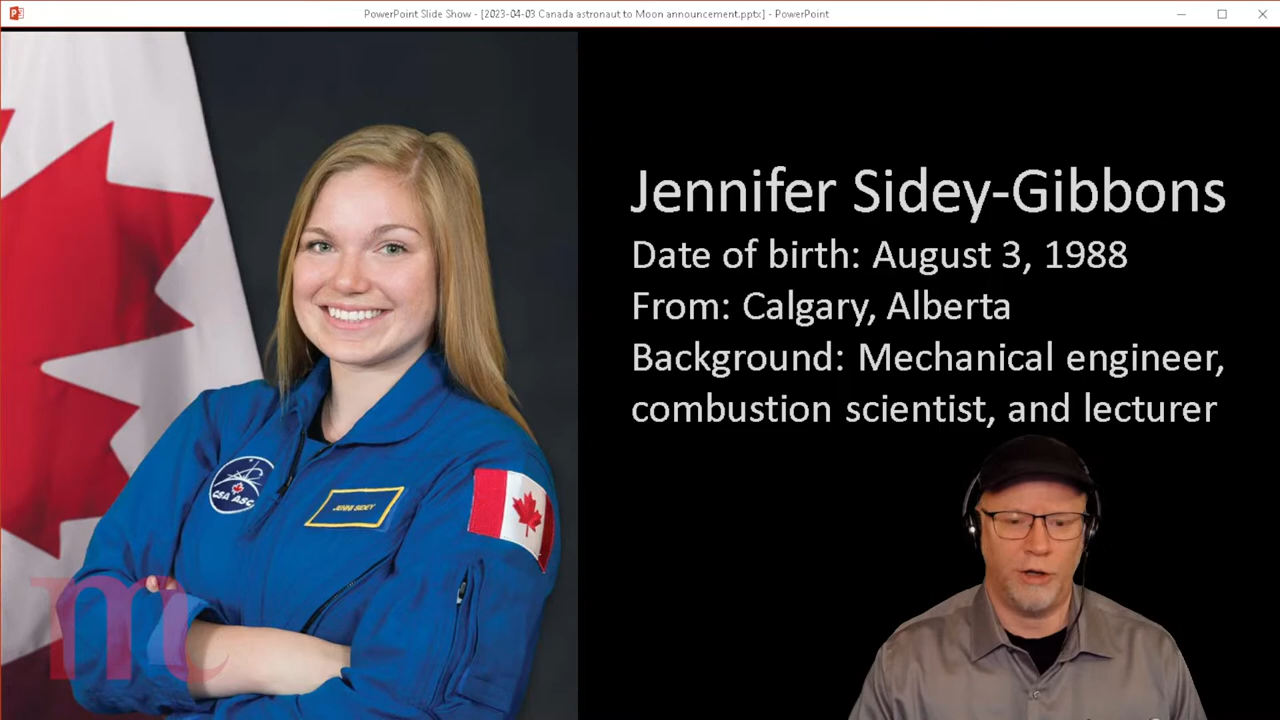 PowerPoint Slide Show - [2023-04-03 Canada astronaut to Moon announcement.pptx] - PowerPoint
Jennifer Sidey-Gibbons
Date of birth: August 3, 1988
From: Calgary, Alberta
Background: Mechanical engineer,
combustion scientist, and lecturer
CSA ASC
JENNI SIDEY
mc